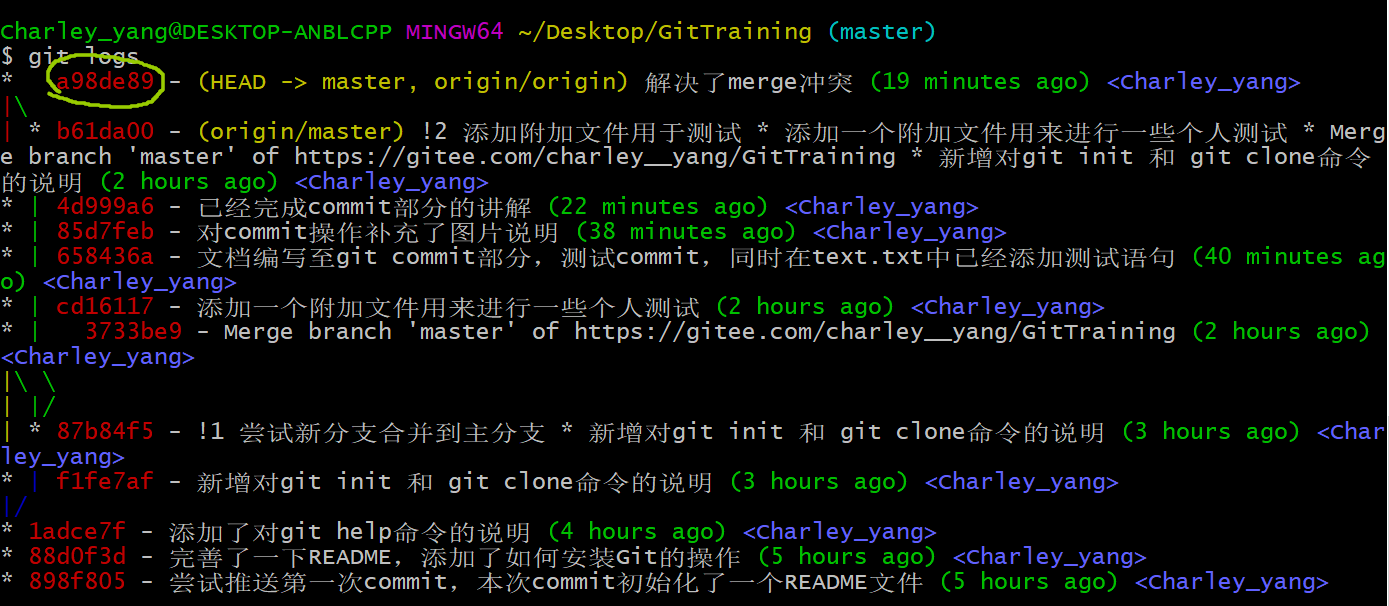 Charley_yang@DESKTOP-ANBLCPP MINGW64 ~/Desktop/GitTraining (master)
$ git logs
*   a98de89 - (HEAD -> master, origin/origin) 解决了merge冲突 (19 minutes ago) <Charley_yang>
|\
| * b61da00 - (origin/master) !2 添加附加文件用于测试 * 添加一个附加文件用来进行一些个人测试 * Merg
e branch 'master' of https://gitee.com/charley__yang/GitTraining * 新增对git init 和 git clone命令
的说明 (2 hours ago) <Charley_yang>
* | 4d999a6 - 已经完成commit部分的讲解 (22 minutes ago) <Charley_yang>
* | 85d7feb - 对commit操作补充了图片说明 (38 minutes ago) <Charley_yang>
* | 658436a - 文档编写至git commit部分，测试commit，同时在text.txt中已经添加测试语句 (40 minutes ag
o) <Charley_yang>
* | cd16117 - 添加一个附加文件用来进行一些个人测试 (2 hours ago) <Charley_yang>
* |   3733be9 - Merge branch 'master' of https://gitee.com/charley__yang/GitTraining (2 hours ago)
<Charley_yang>
|\ \
| |/
| * 87b84f5 - !1 尝试新分支合并到主分支 * 新增对git init 和 git clone命令的说明 (3 hours ago) <Char
ley_yang>
* | f1fe7af - 新增对git init 和 git clone命令的说明 (3 hours ago) <Charley_yang>
|/
* 1adce7f - 添加了对git help命令的说明 (4 hours ago) <Charley_yang>
* 88d0f3d - 完善了一下README，添加了如何安装Git的操作 (5 hours ago) <Charley_yang>
* 898f805 - 尝试推送第一次commit，本次commit初始化了一个README文件 (5 hours ago) <Charley_yang>